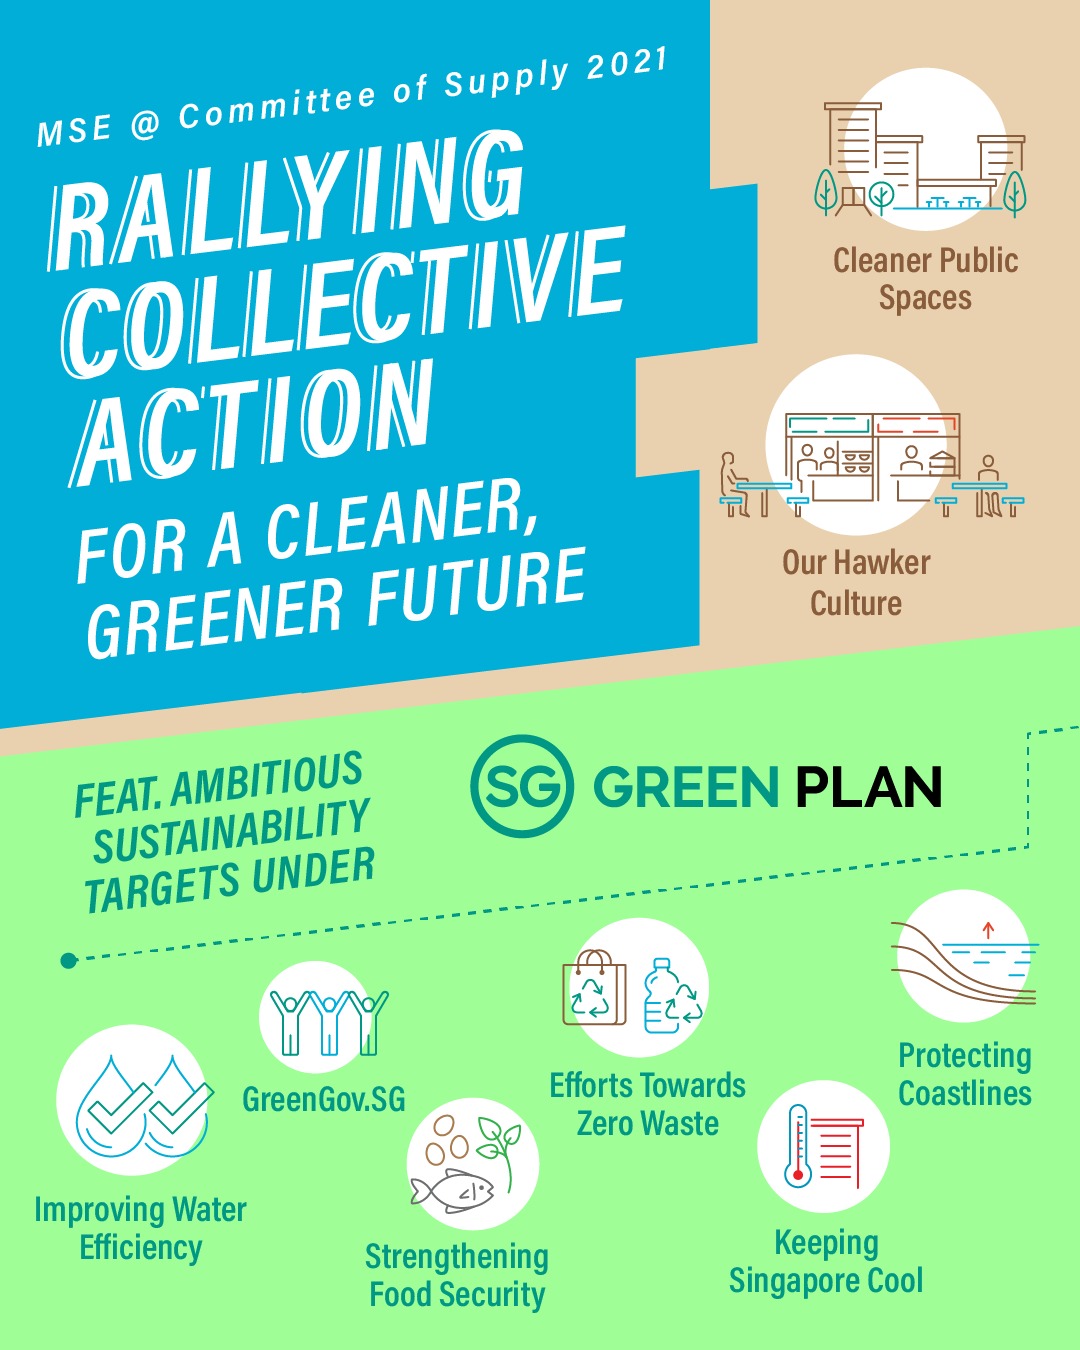 MSE @ Committee of Supply 2021
RALLYING
COLLECTIVE
ACTION
FOR A CLEANER,
GREENER FUTURE
Cleaner Public
Spaces
Our Hawker
Culture
FEAT. AMBITIOUS
SUSTAINABILITY
TARGETS UNDER
SG GREEN PLAN
Improving Water
Efficiency
GreenGov.SG
Strengthening
Food Security
Efforts Towards
Zero Waste
Keeping
Singapore Cool
Protecting
Coastlines